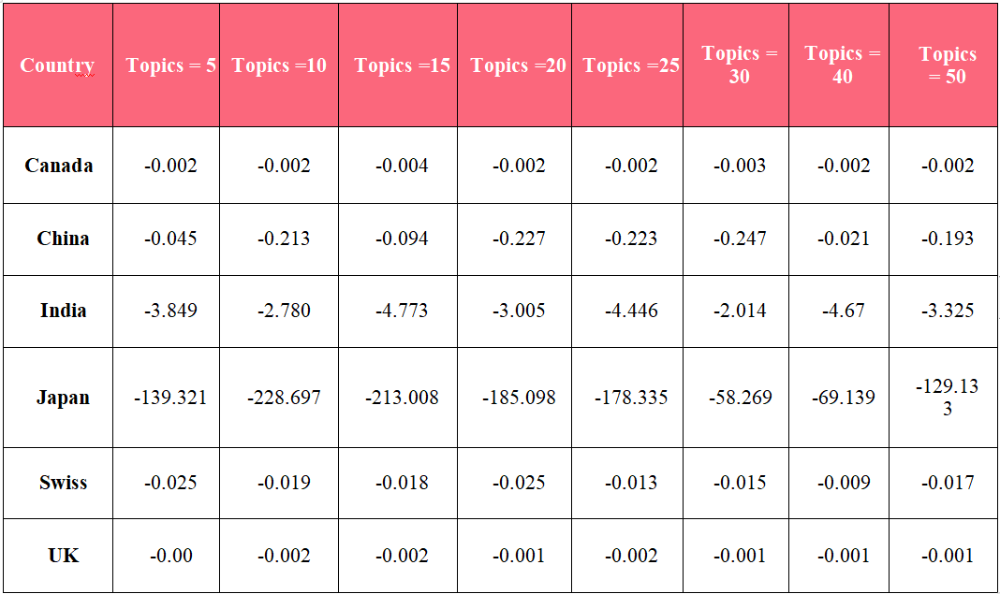 Country Topics = 5 Topics =10 Topics =15 Topics =20 Topics =25 Topics = 30 Topics = 40 Topics = 50
Canada -0.002 -0.002 -0.004 -0.002 -0.002 -0.003 -0.002 -0.002
China -0.045 -0.213 -0.094 -0.227 -0.223 -0.247 -0.021 -0.193
India -3.849 -2.780 -4.773 -3.005 -4.446 -2.014 -4.67 -3.325
Japan -139.321 -228.697 -213.008 -185.098 -178.335 -58.269 -69.139 -129.133
Swiss -0.025 -0.019 -0.018 -0.025 -0.013 -0.015 -0.009 -0.017
UK -0.00 -0.002 -0.002 -0.001 -0.002 -0.001 -0.001 -0.001